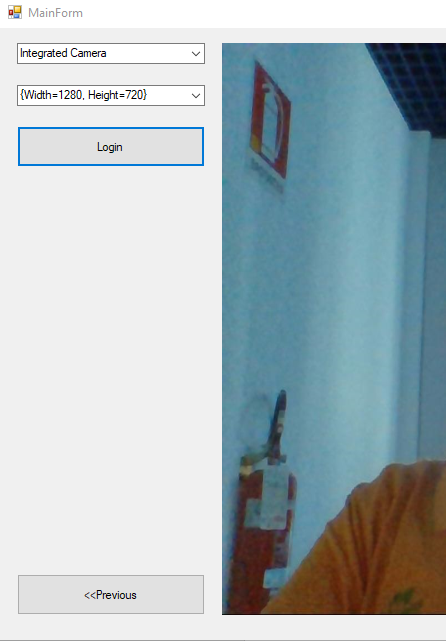 MainForm
Integrated Camera
{Width=1280, Height=720}
Login
<<Previous